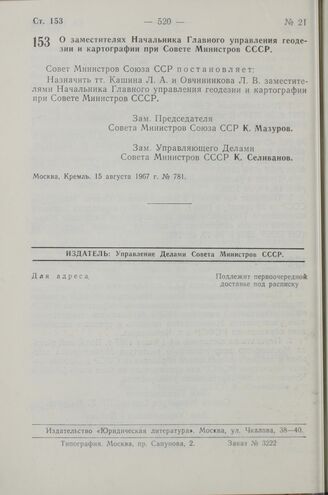 Ст. 153 — 520 — № 21
153 О заместителях Начальника Главного управления геоде-
зии и картографии при Совете Министров СССР.
Совет Министров Союза ССР постановляет:
Назначить тт. Кашина Л. А. и Овчинникова Л. В. заместите-
лями Начальника Главного управления геодезии и картографии
при Совете Министров СССР.
Зам. Председателя
Совета Министров Союза ССР К. Мазуров.
Зам. Управляющего Делами
Совета Министров СССР К. Селиванов.
Москва, Кремль. 15 августа 1967 г. № 781.
ИЗДАТЕЛЬ: Управление Делами Совета Министров СССР.
Для адреса Подлежит первоочередной
доставке под расписку
Издательство «Юридическая литература», Москва, ул. Чкалова, 38—40.
Типография. Москва, пр. Сапунова, 2. Заказ № 3222